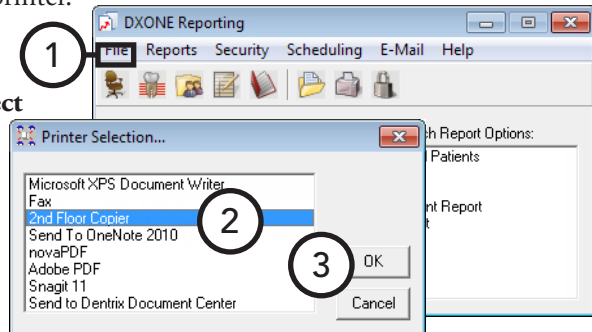 printer.
DXONE Reporting
1
File Reports Security Scheduling E-Mail Help
ect
Printer Selection...
h Report Options:
Patients
Microsoft XPS Document Writer
Fax
nt Report
2nd Floor Copier
2
t
Send To OneNote 2010
novaPDF
3
OK
Adobe PDF
Snagit 11
Send to Dentrix Document Center
Cancel